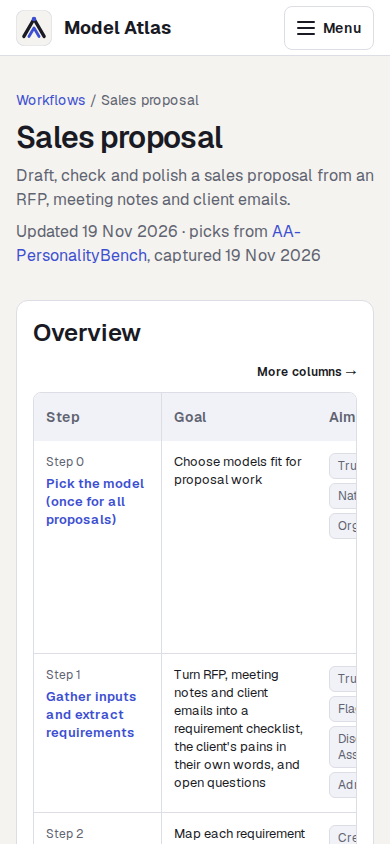 Model Atlas
Menu
Workflows / Sales proposal
Sales proposal
Draft, check and polish a sales proposal from an
RFP, meeting notes and client emails.
Updated 19 Nov 2026 · picks from AA-
PersonalityBench, captured 19 Nov 2026
Overview
More columns →
Step
Goal
Aim
Step 0
Pick the model
(once for all
proposals)
Choose models fit for
proposal work
Step 1
Gather inputs
and extract
requirements
Turn RFP, meeting
notes and client
emails into a
requirement checklist,
the client's pains in
their own words, and
open questions
Step 2
Map each requirement